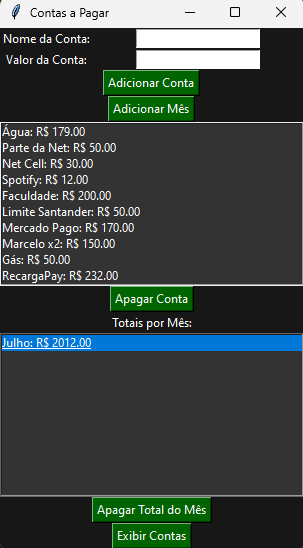 Contas a Pagar
Nome da Conta:
Valor da Conta:
Adicionar Conta
Adicionar Mês
Água: R$ 179.00
Parte da Net: R$ 50.00
Net Cell: R$ 30.00
Spotify: R$ 12.00
Faculdade: R$ 200.00
Limite Santander: R$ 50.00
Mercado Pago: R$ 170.00
Marcelo x2: R$ 150.00
Gás: R$ 50.00
RecargaPay: R$ 232.00
Apagar Conta
Totais por Mês:
Julho: R$ 2012.00
Apagar Total do Mês
Exibir Contas